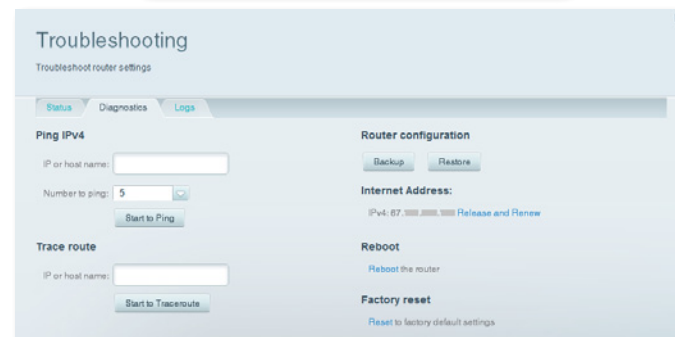 Troubleshooting
Troubleshoot router settings
Status Diagnostics Logs
Ping IPv4
IP or host name:
Number to ping: 5
Start to Ping
Trace route
IP or host name:
Start to Traceroute
Router configuration
Backup Restore
Internet Address:
IPv4: 67. Release and Renew
Reboot
Reboot the router
Factory reset
Reset to factory default settings